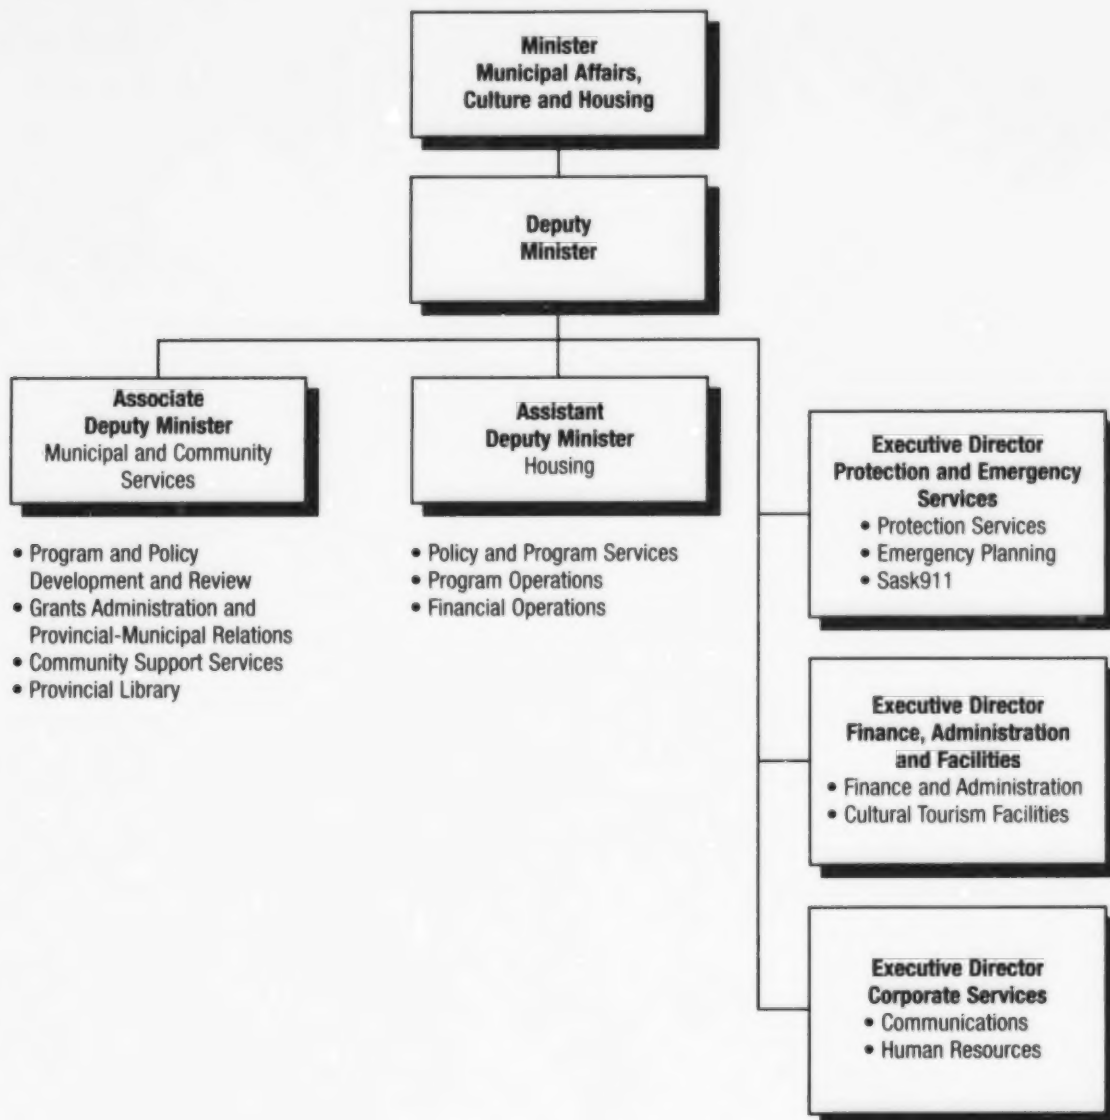 Minister
Municipal Affairs,
Culture and Housing
Deputy
Minister
Associate
Deputy Minister
Municipal and Community
Services
• Program and Policy
Development and Review
• Grants Administration and
Provincial-Municipal Relations
• Community Support Services
• Provincial Library
Assistant
Deputy Minister
Housing
• Policy and Program Services
• Program Operations
• Financial Operations
Executive Director
Protection and Emergency
Services
• Protection Services
• Emergency Planning
• Sask911
Executive Director
Finance, Administration
and Facilities
• Finance and Administration
• Cultural Tourism Facilities
Executive Director
Corporate Services
• Communications
• Human Resources